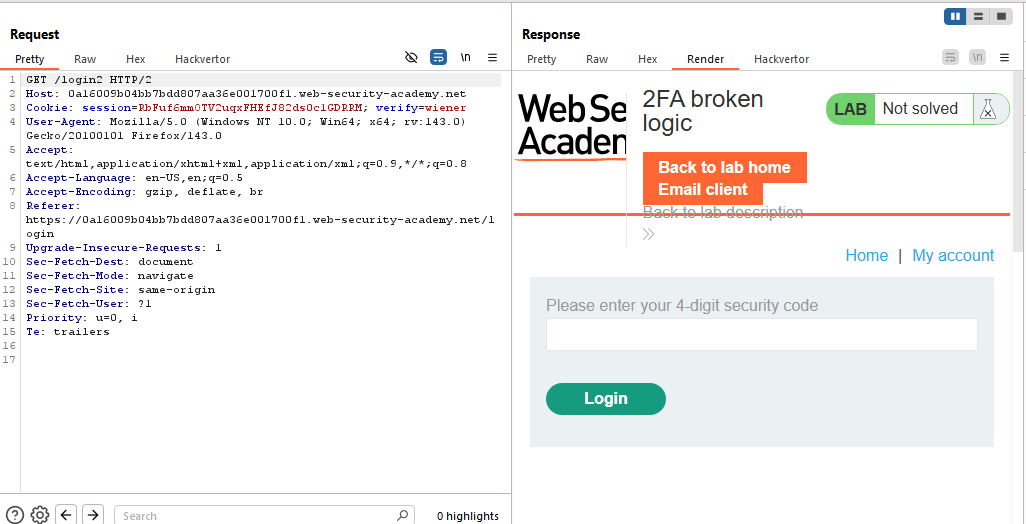 Request
Pretty Raw Hex Hackvertor
\n
1 GET /login2 HTTP/2
2 Host: 0a16009b04bb7bdd807aa36e001700f1.web-security-academy.net
3 Cookie: session=RbFuf6mm0TV2uqxFHEfJ82ds0c1GDRRM; verify=wiener
4 User-Agent: Mozilla/5.0 (Windows NT 10.0; Win64; x64; rv:143.0)
Gecko/20100101 Firefox/143.0
5 Accept:
text/html,application/xhtml+xml,application/xml;q=0.9,*/*;q=0.8
6 Accept-Language: en-US,en;q=0.5
7 Accept-Encoding: gzip, deflate, br
8 Referer:
https://0a16009b04bb7bdd807aa36e001700f1.web-security-academy.net/l
ogin
9 Upgrade-Insecure-Requests: 1
10 Sec-Fetch-Dest: document
11 Sec-Fetch-Mode: navigate
12 Sec-Fetch-Site: same-origin
13 Sec-Fetch-User: ?1
14 Priority: u=0, i
15 Te: trailers
16
17
Search
0 highlights
Response
Pretty Raw Hex Render Hackvertor
\n
Web Se
Academ
2FA broken
logic
LAB Not solved
Back to lab home
Email client
Back to lab description
Home | My account
Please enter your 4-digit security code
Login